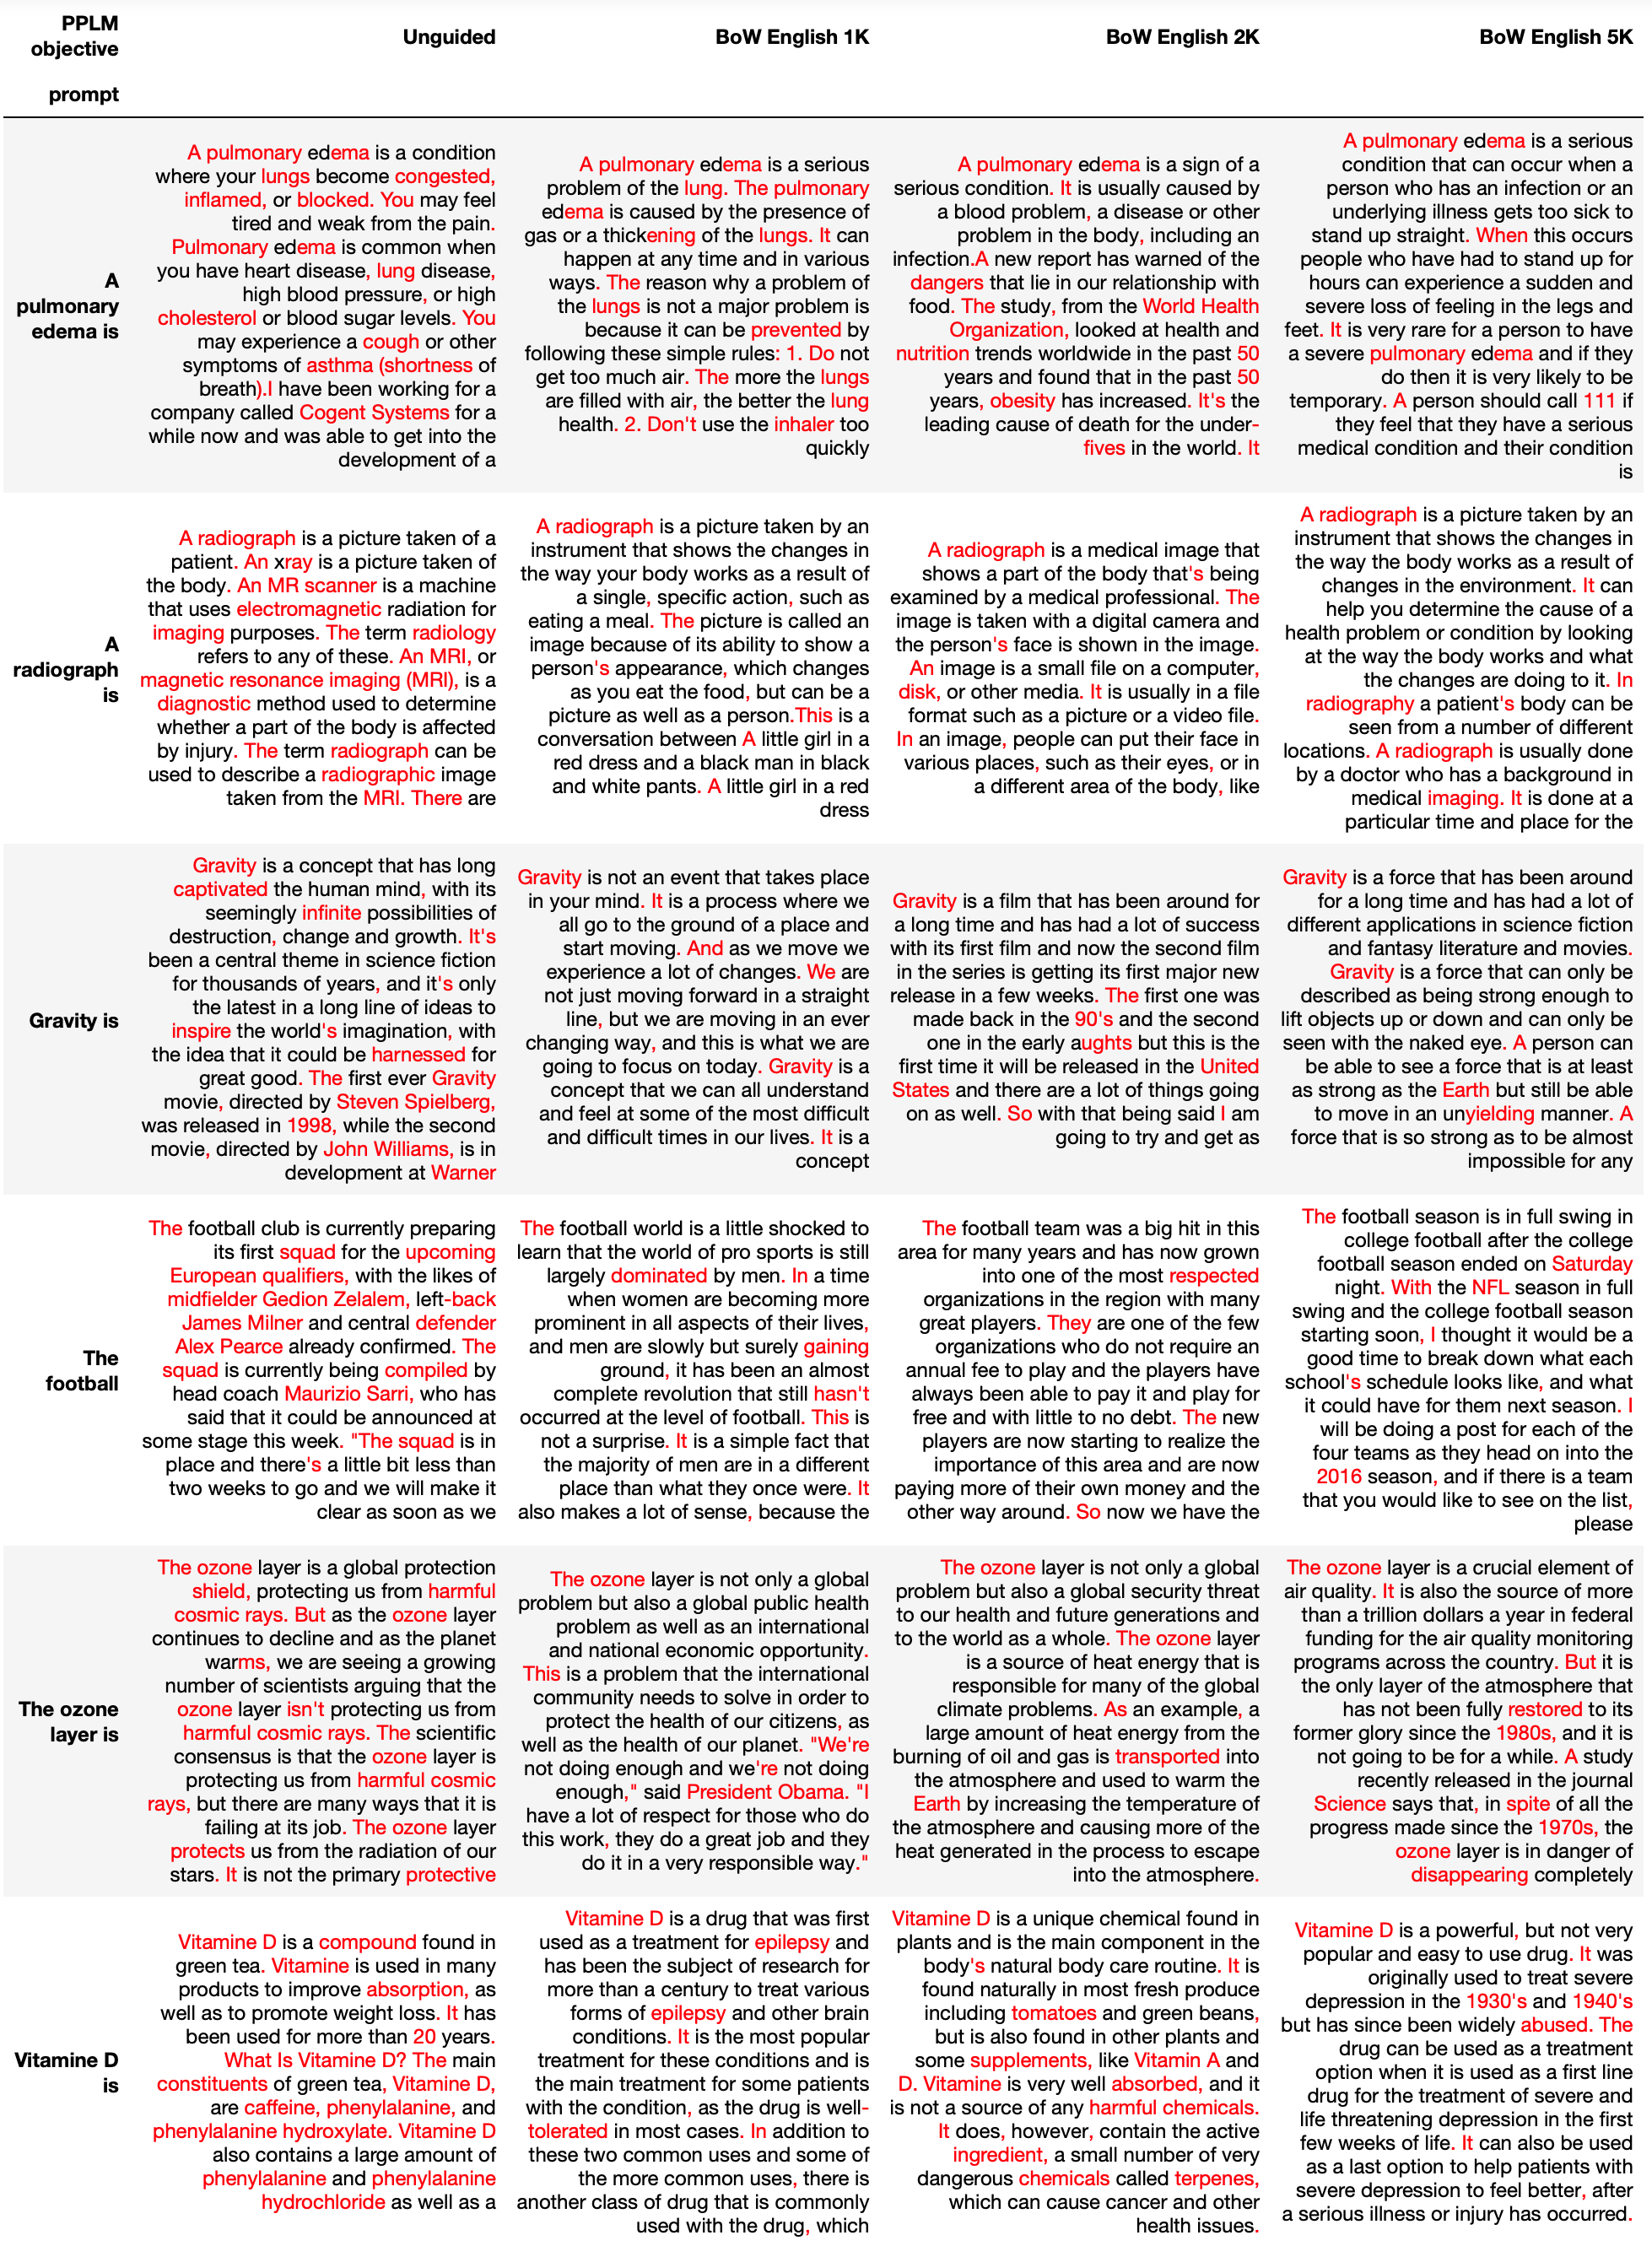 PPLM
objective
Unguided
BoW English 1K
BoW English 2K
BoW English 5K
prompt
A
pulmonary
edema is
A pulmonary edema is a condition
where your lungs become congested,
inflamed, or blocked. You may feel
tired and weak from the pain.
Pulmonary edema is common when
you have heart disease, lung disease,
high blood pressure, or high
cholesterol or blood sugar levels. You
may experience a cough or other
symptoms of asthma (shortness of
breath).I have been working for a
company called Cogent Systems for a
while now and was able to get into the
development of a
A pulmonary edema is a serious
problem of the lung. The pulmonary
edema is caused by the presence of
gas or a thickening of the lungs. It can
happen at any time and in various
ways. The reason why a problem of
the lungs is not a major problem is
because it can be prevented by
following these simple rules: 1. Do not
get too much air. The more the lungs
are filled with air, the better the lung
health. 2. Don't use the inhaler too
quickly
A pulmonary edema is a sign of a
serious condition. It is usually caused by
a blood problem, a disease or other
problem in the body, including an
infection.A new report has warned of the
dangers that lie in our relationship with
food. The study, from the World Health
Organization, looked at health and
nutrition trends worldwide in the past 50
years and found that in the past 50
years, obesity has increased. It's the
leading cause of death for the under-
fives in the world. It
A pulmonary edema is a serious
condition that can occur when a
person who has an infection or an
underlying illness gets too sick to
stand up straight. When this occurs
people who have had to stand up for
hours can experience a sudden and
severe loss of feeling in the legs and
feet. It is very rare for a person to have
a severe pulmonary edema and if they
do then it is very likely to be
temporary. A person should call 111 if
they feel that they have a serious
medical condition and their condition
is
A
radiograph
is
A radiograph is a picture taken of a
patient. An xray is a picture taken of
the body. An MR scanner is a machine
that uses electromagnetic radiation for
imaging purposes. The term radiology
refers to any of these. An MRI, or
magnetic resonance imaging (MRI), is a
diagnostic method used to determine
whether a part of the body is affected
by injury. The term radiograph can be
used to describe a radiographic image
taken from the MRI. There are
A radiograph is a picture taken by an
instrument that shows the changes in
the way your body works as a result of
a single, specific action, such as
eating a meal. The picture is called an
image because of its ability to show a
person's appearance, which changes
as you eat the food, but can be a
picture as well as a person.This is a
conversation between A little girl in a
red dress and a black man in black
and white pants. A little girl in a red
dress
A radiograph is a medical image that
shows a part of the body that's being
examined by a medical professional. The
image is taken with a digital camera and
the person's face is shown in the image.
An image is a small file on a computer,
disk, or other media. It is usually in a file
format such as a picture or a video file.
In an image, people can put their face in
various places, such as their eyes, or in
a different area of the body, like
A radiograph is a picture taken by an
instrument that shows the changes in
the way the body works as a result of
changes in the environment. It can
help you determine the cause of a
health problem or condition by looking
at the way the body works and what
the changes are doing to it. In
radiography a patient's body can be
seen from a number of different
locations. A radiograph is usually done
by a doctor who has a background in
medical imaging. It is done at a
particular time and place for the
Gravity is
Gravity is a concept that has long
captivated the human mind, with its
seemingly infinite possibilities of
destruction, change and growth. It's
been a central theme in science fiction
for thousands of years, and it's only
the latest in a long line of ideas to
inspire the world's imagination, with
the idea that it could be harnessed for
great good. The first ever Gravity
movie, directed by Steven Spielberg,
was released in 1998, while the second
movie, directed by John Williams, is in
development at Warner
Gravity is not an event that takes place
in your mind. It is a process where we
all go to the ground of a place and
start moving. And as we move we
experience a lot of changes. We are
not just moving forward in a straight
line, but we are moving in an ever
changing way, and this is what we are
going to focus on today. Gravity is a
concept that we can all understand
and feel at some of the most difficult
and difficult times in our lives. It is a
concept
Gravity is a film that has been around for
a long time and has had a lot of success
with its first film and now the second film
in the series is getting its first major new
release in a few weeks. The first one was
made back in the 90's and the second
one in the early aughts but this is the
first time it will be released in the United
States and there are a lot of things going
on as well. So with that being said I am
going to try and get as
Gravity is a force that has been around
for a long time and has had a lot of
different applications in science fiction
and fantasy literature and movies.
Gravity is a force that can only be
described as being strong enough to
lift objects up or down and can only be
seen with the naked eye. A person can
be able to see a force that is at least
as strong as the Earth but still be able
to move in an unyielding manner. A
force that is so strong as to be almost
impossible for any
The
football
The football club is currently preparing
its first squad for the upcoming
European qualifiers, with the likes of
midfielder Gedion Zelalem, left-back
James Milner and central defender
Alex Pearce already confirmed. The
squad is currently being compiled by
head coach Maurizio Sarri, who has
said that it could be announced at
some stage this week. "The squad is in
place and there's a little bit less than
two weeks to go and we will make it
clear as soon as we
The football world is a little shocked to
learn that the world of pro sports is still
largely dominated by men. In a time
when women are becoming more
prominent in all aspects of their lives,
and men are slowly but surely gaining
ground, it has been an almost
complete revolution that still hasn't
occurred at the level of football. This is
not a surprise. It is a simple fact that
the majority of men are in a different
place than what they once were. It
also makes a lot of sense, because the
The football team was a big hit in this
area for many years and has now grown
into one of the most respected
organizations in the region with many
great players. They are one of the few
organizations who do not require an
annual fee to play and the players have
always been able to pay it and play for
free and with little to no debt. The new
players are now starting to realize the
importance of this area and are now
paying more of their own money and the
other way around. So now we have the
The football season is in full swing in
college football after the college
football season ended on Saturday
night. With the NFL season in full
swing and the college football season
starting soon, I thought it would be a
good time to break down what each
school's schedule looks like, and what
it could have for them next season. I
will be doing a post for each of the
four teams as they head on into the
2016 season, and if there is a team
that you would like to see on the list,
please
The ozone
layer is
The ozone layer is a global protection
shield, protecting us from harmful
cosmic rays. But as the ozone layer
continues to decline and as the planet
warms, we are seeing a growing
number of scientists arguing that the
ozone layer isn't protecting us from
harmful cosmic rays. The scientific
consensus is that the ozone layer is
protecting us from harmful cosmic
rays, but there are many ways that it is
failing at its job. The ozone layer
protects us from the radiation of our
stars. It is not the primary protective
The ozone layer is not only a global
problem but also a global public health
problem as well as an international
and national economic opportunity.
This is a problem that the international
community needs to solve in order to
protect the health of our citizens, as
well as the health of our planet. "We're
not doing enough and we're not doing
enough," said President Obama. "I
have a lot of respect for those who do
this work, they do a great job and they
do it in a very responsible way."
The ozone layer is not only a global
problem but also a global security threat
to our health and future generations and
to the world as a whole. The ozone layer
is a source of heat energy that is
responsible for many of the global
climate problems. As an example, a
large amount of heat energy from the
burning of oil and gas is transported into
the atmosphere and used to warm the
Earth by increasing the temperature of
the atmosphere and causing more of the
heat generated in the process to escape
into the atmosphere.
The ozone layer is a crucial element of
air quality. It is also the source of more
than a trillion dollars a year in federal
funding for the air quality monitoring
programs across the country. But it is
the only layer of the atmosphere that
has not been fully restored to its
former glory since the 1980s, and it is
not going to be for a while. A study
recently released in the journal
Science says that, in spite of all the
progress made since the 1970s, the
ozone layer is in danger of
disappearing completely
Vitamine D
is
Vitamine D is a compound found in
green tea. Vitamine is used in many
products to improve absorption, as
well as to promote weight loss. It has
been used for more than 20 years.
What Is Vitamine D? The main
constituents of green tea, Vitamine D,
are caffeine, phenylalanine, and
phenylalanine hydroxylate. Vitamine D
also contains a large amount of
phenylalanine and phenylalanine
hydrochloride as well as a
Vitamine D is a drug that was first
used as a treatment for epilepsy and
has been the subject of research for
more than a century to treat various
forms of epilepsy and other brain
conditions. It is the most popular
treatment for these conditions and is
the main treatment for some patients
with the condition, as the drug is well-
tolerated in most cases. In addition to
these two common uses and some of
the more common uses, there is
another class of drug that is commonly
used with the drug, which
Vitamine D is a unique chemical found in
plants and is the main component in the
body's natural body care routine. It is
found naturally in most fresh produce
including tomatoes and green beans,
but is also found in other plants and
some supplements, like Vitamin A and
D. Vitamine is very well absorbed, and it
is not a source of any harmful chemicals.
It does, however, contain the active
ingredient, a small number of very
dangerous chemicals called terpenes,
which can cause cancer and other
health issues.
Vitamine D is a powerful, but not very
popular and easy to use drug. It was
originally used to treat severe
depression in the 1930's and 1940's
but has since been widely abused. The
drug can be used as a treatment
option when it is used as a first line
drug for the treatment of severe and
life threatening depression in the first
few weeks of life. It can also be used
as a last option to help patients with
severe depression to feel better, after
a serious illness or injury has occurred.